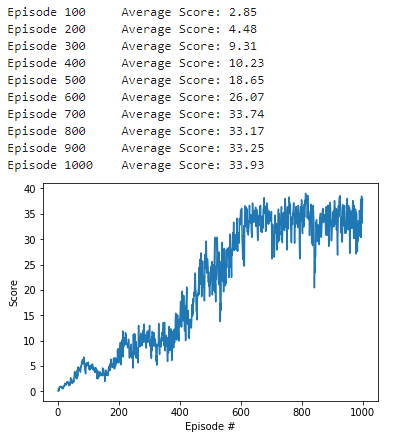 Episode 100 Average Score: 2.85
Episode 200 Average Score: 4.48
Episode 300 Average Score: 9.31
Episode 400 Average Score: 10.23
Episode 500 Average Score: 18.65
Episode 600 Average Score: 26.07
Episode 700 Average Score: 33.74
Episode 800 Average Score: 33.17
Episode 900 Average Score: 33.25
Episode 1000 Average Score: 33.93
40
35
30
25
20
15
10
5
0
Score
0 200 400 600 800 1000
Episode #